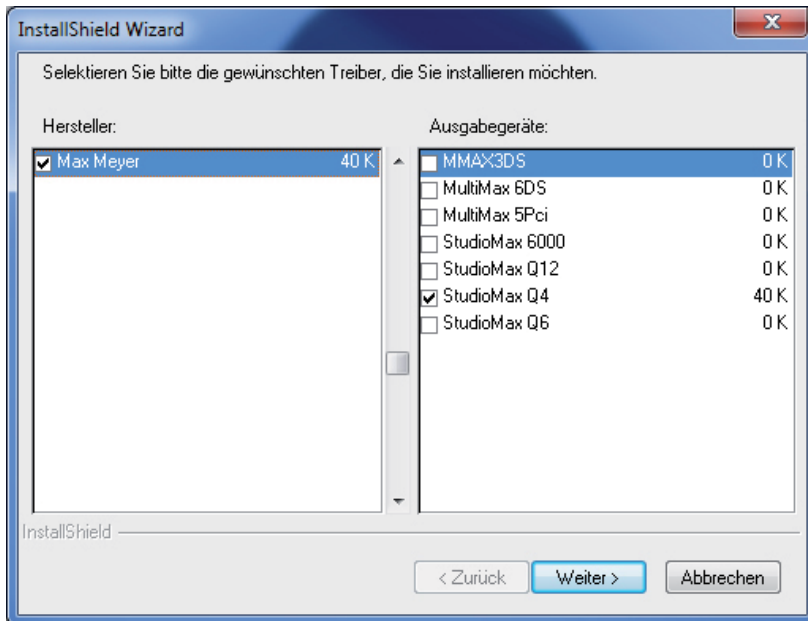 InstallShield Wizard
Selektieren Sie bitte die gewünschten Treiber, die Sie installieren möchten.
Hersteller:
Max Meyer 40 K
Ausgabegeräte:
MMAX3DS 0 K
MultiMax 6DS 0 K
MultiMax 5Pci 0 K
StudioMax 6000 0 K
StudioMax Q12 0 K
StudioMax Q4 40 K
StudioMax Q6 0 K
InstallShield
< Zurück Weiter > Abbrechen